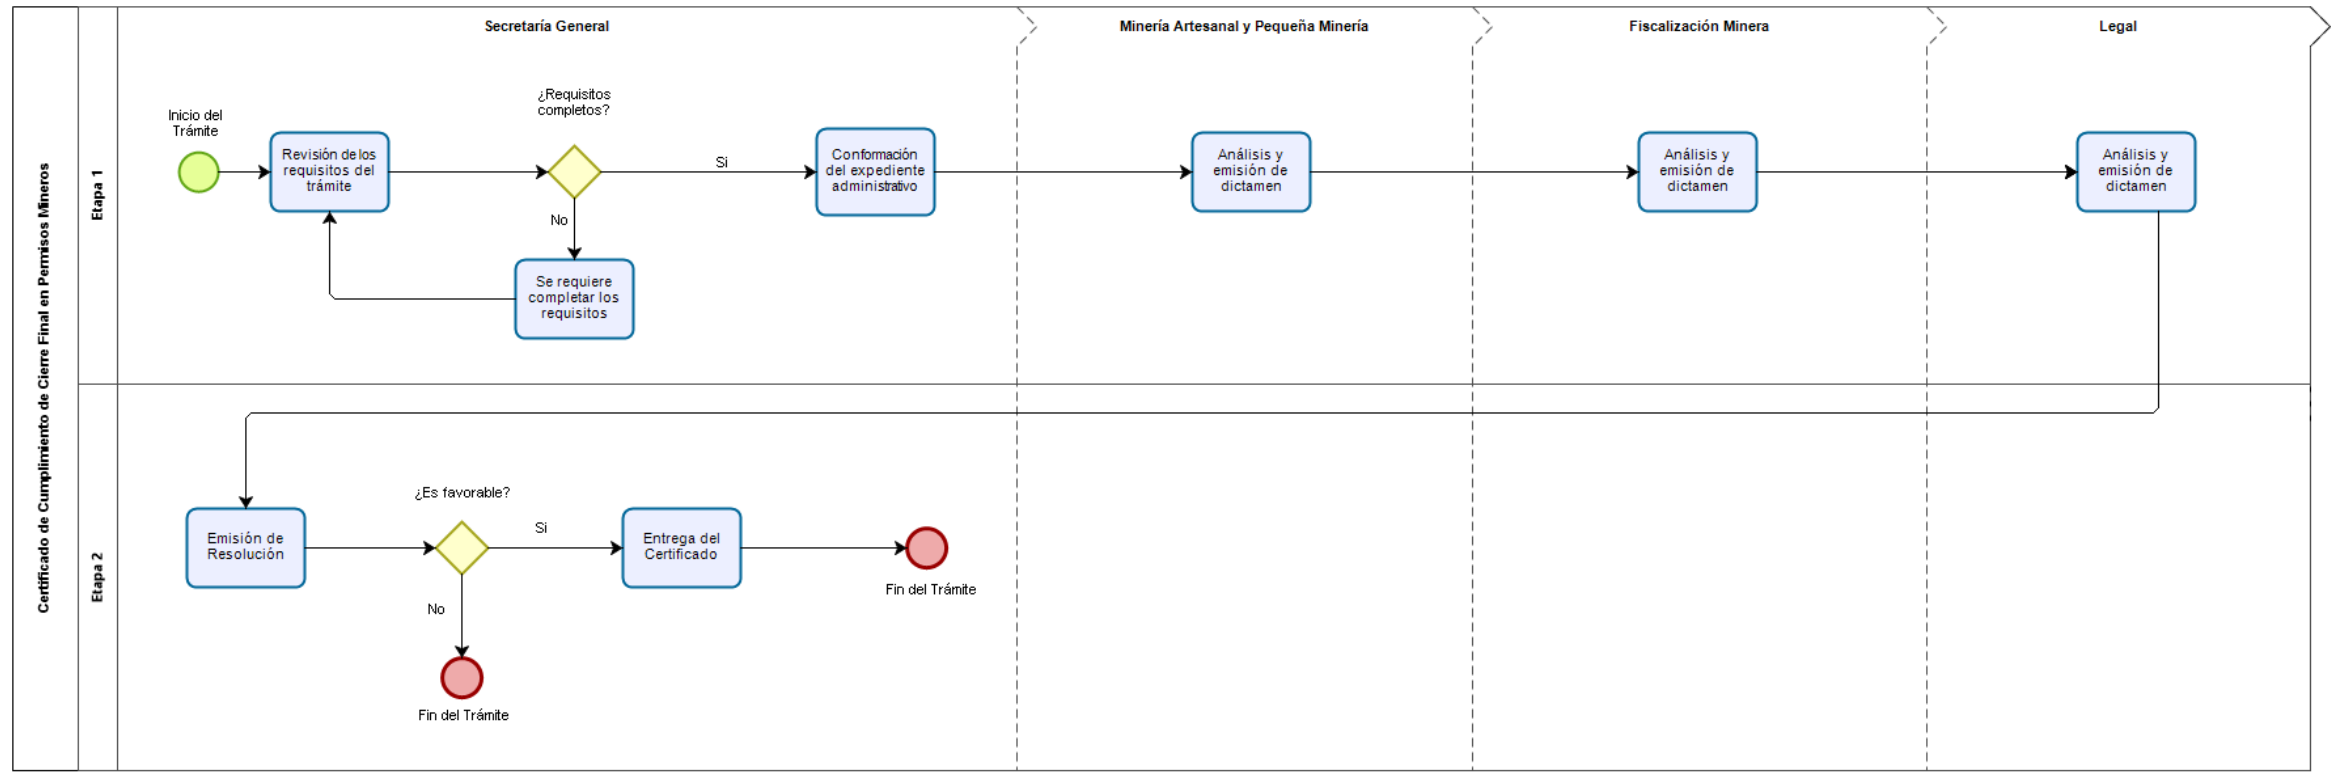 Certificado de Cumplimiento de Cierre Final en Permisos Mineros
Secretaría General
Minería Artesanal y Pequeña Minería
Fiscalización Minera
Legal
Etapa 1
Inicio del
Trámite
Revisión de los
requisitos del
trámite
¿Requisitos
completos?
Si
No
Se requiere
completar los
requisitos
Conformación
del expediente
administrativo
Análisis y
emisión de
dictamen
Análisis y
emisión de
dictamen
Análisis y
emisión de
dictamen
Etapa 2
Emisión de
Resolución
¿Es favorable?
Si
No
Entrega del
Certificado
Fin del Trámite
Fin del Trámite